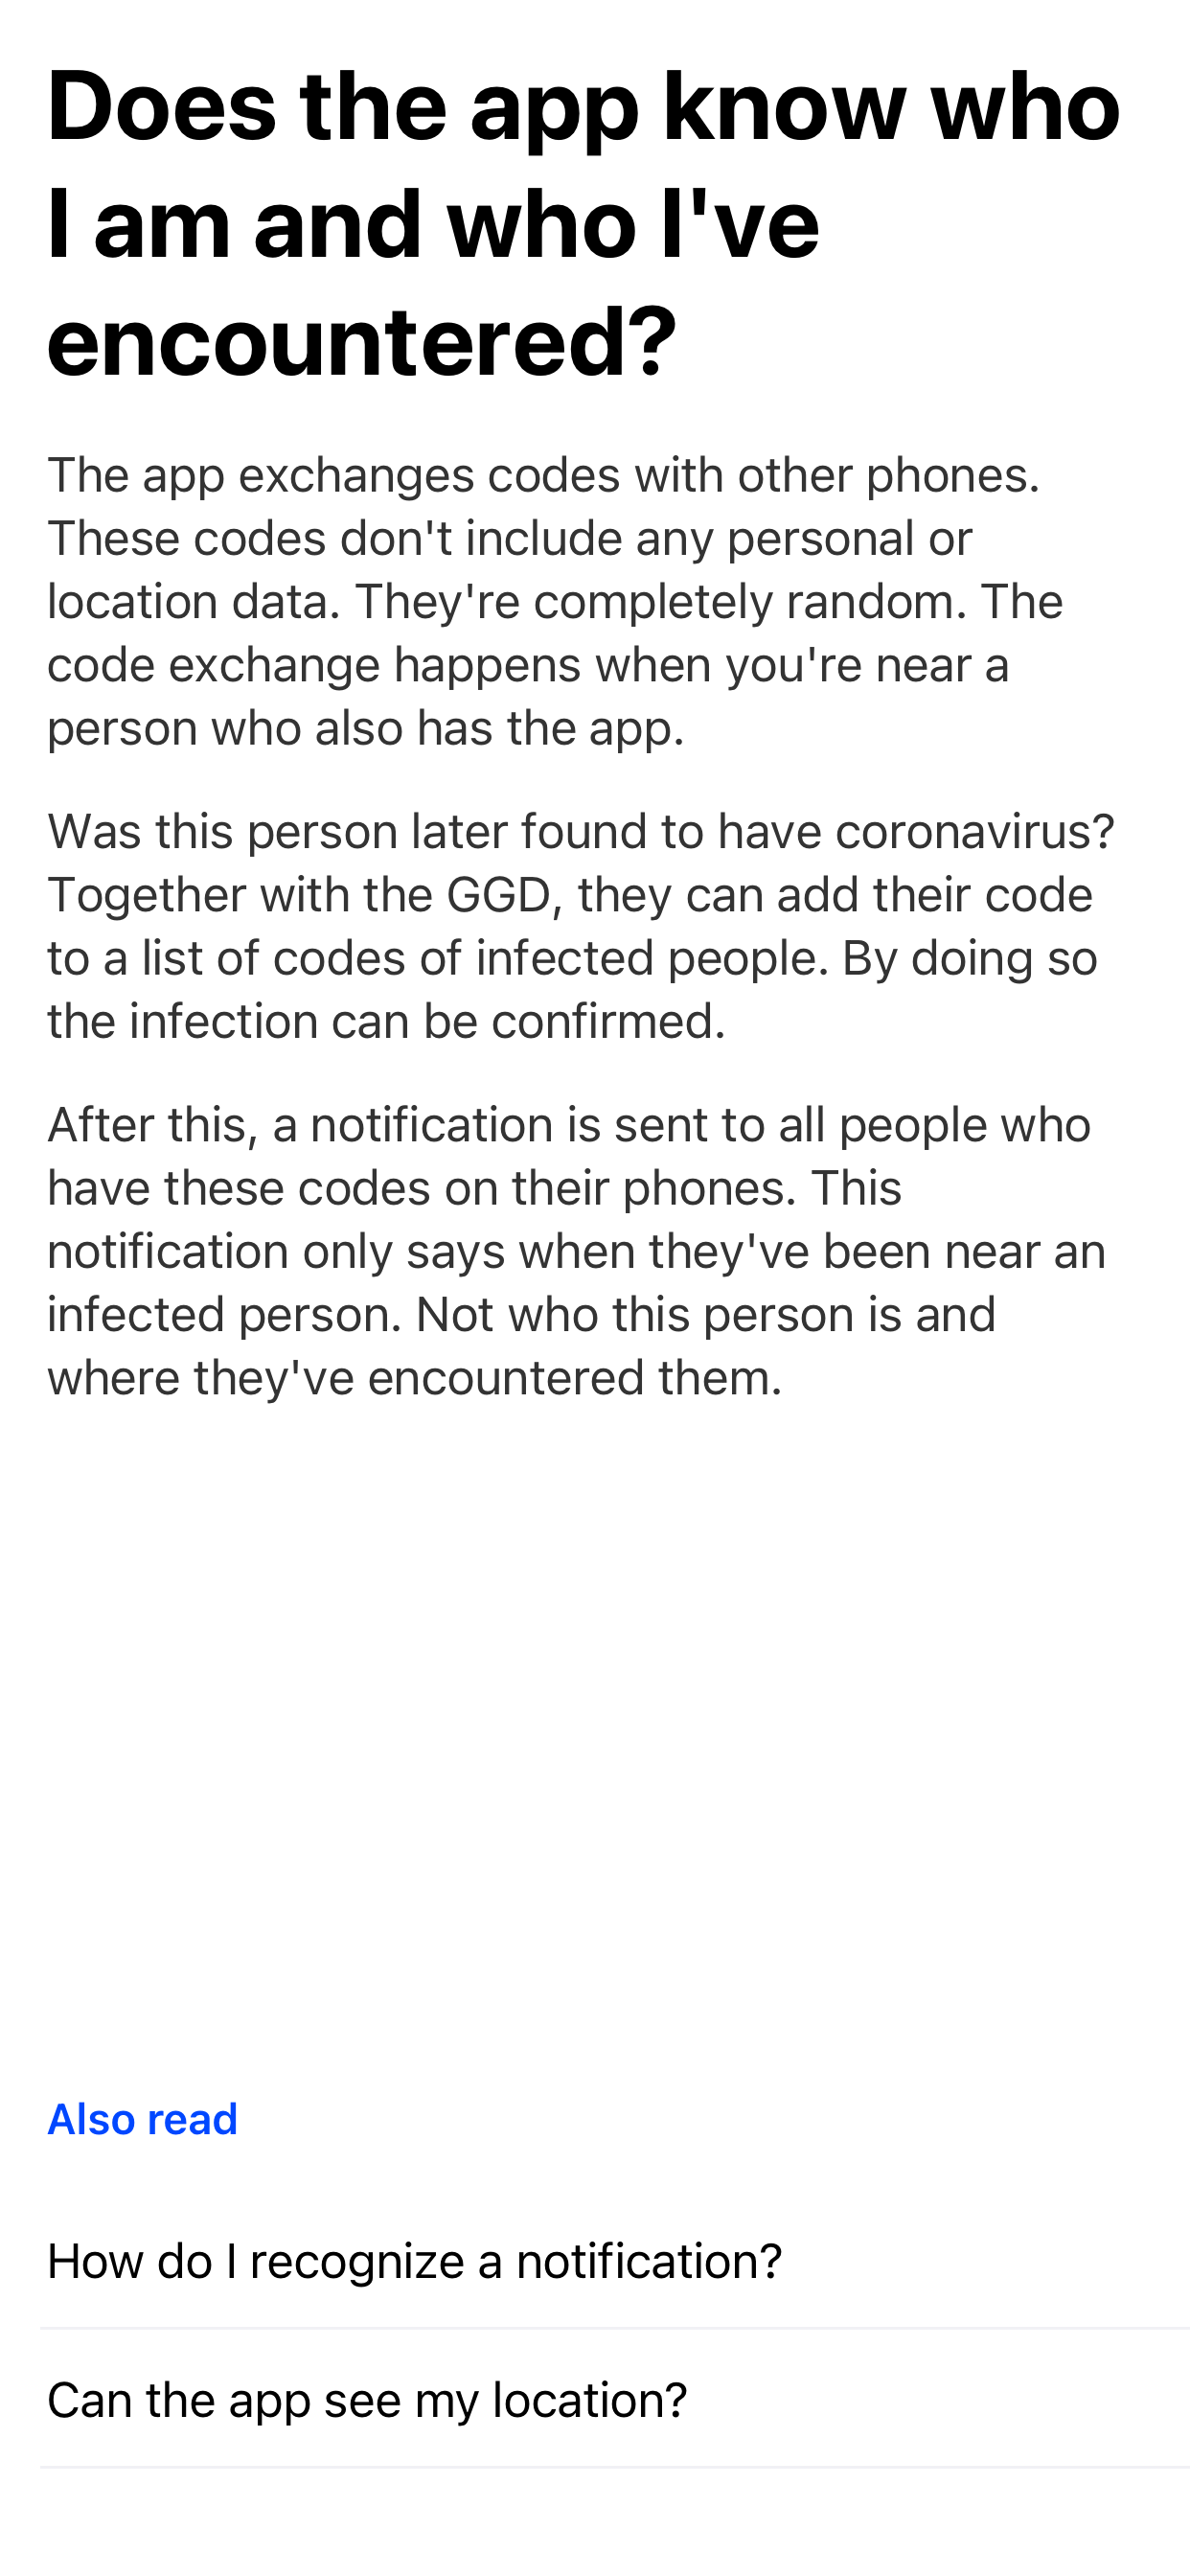 Does the app know who
I am and who I've
encountered?
The app exchanges codes with other phones.
These codes don't include any personal or
location data. They're completely random. The
code exchange happens when you're near a
person who also has the app.
Was this person later found to have coronavirus?
Together with the GGD, they can add their code
to a list of codes of infected people. By doing so
the infection can be confirmed.
After this, a notification is sent to all people who
have these codes on their phones. This
notification only says when they've been near an
infected person. Not who this person is and
where they've encountered them.
Also read
How do I recognize a notification?
Can the app see my location?